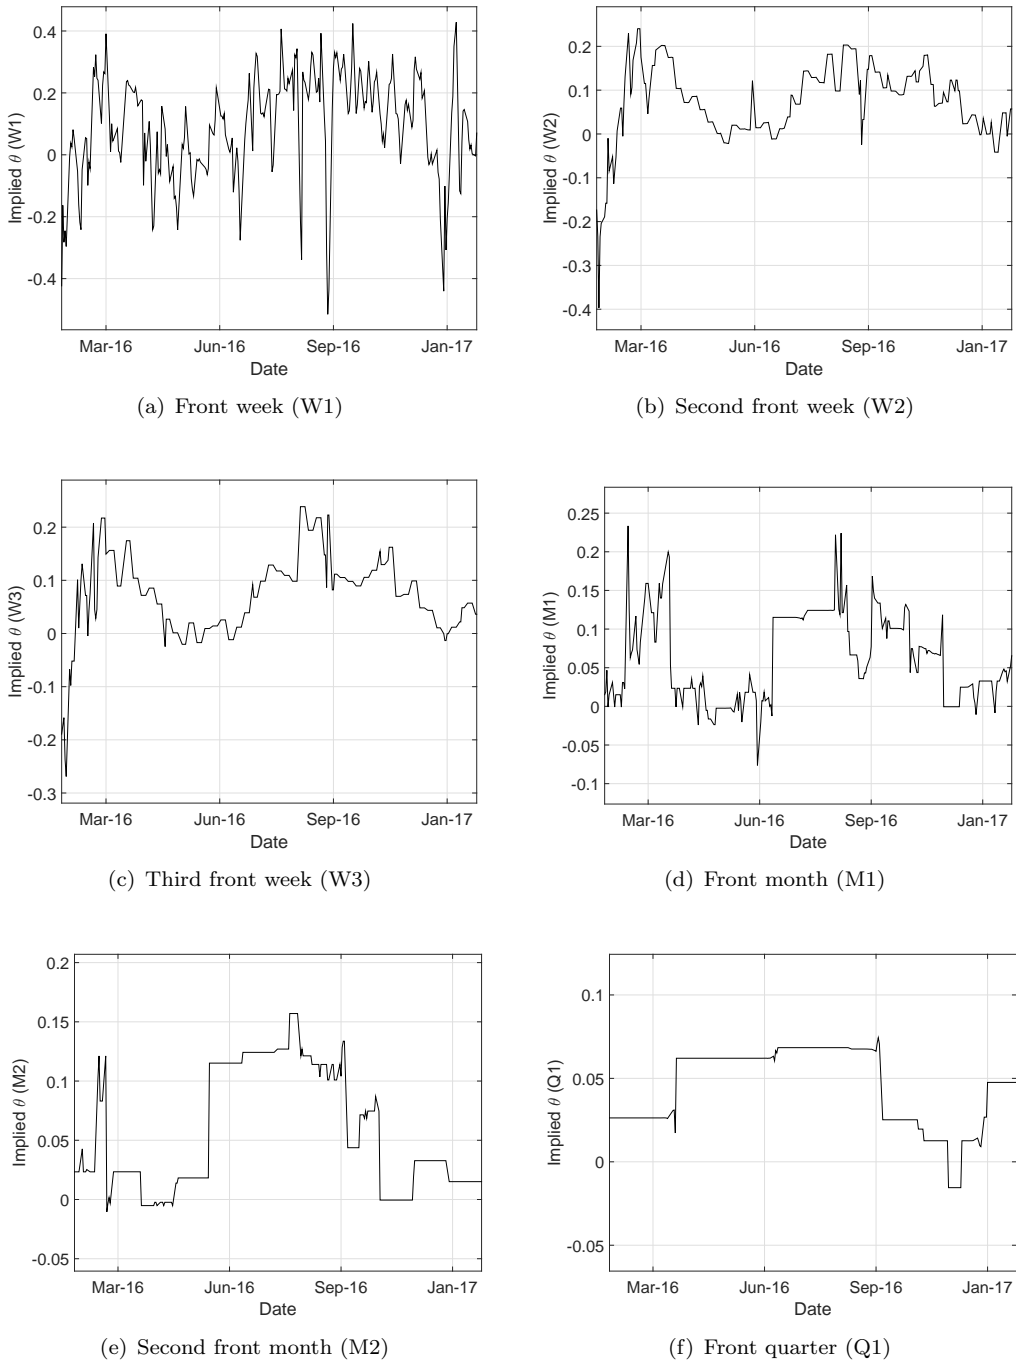 0.4
0.2
0
-0.2
-0.4
Implied θ (W1)
Mar-16 Jun-16 Sep-16 Jan-17
Date
(a) Front week (W1)
0.2
0.1
0
-0.1
-0.2
-0.3
-0.4
Implied θ (W2)
Mar-16 Jun-16 Sep-16 Jan-17
Date
(b) Second front week (W2)
0.2
0.1
0
-0.1
-0.2
-0.3
Implied θ (W3)
Mar-16 Jun-16 Sep-16 Jan-17
Date
(c) Third front week (W3)
0.25
0.2
0.15
0.1
0.05
0
-0.05
-0.1
Implied θ (M1)
Mar-16 Jun-16 Sep-16 Jan-17
Date
(d) Front month (M1)
0.2
0.15
0.1
0.05
0
-0.05
Implied θ (M2)
Mar-16 Jun-16 Sep-16 Jan-17
Date
(e) Second front month (M2)
0.1
0.05
0
-0.05
Implied θ (Q1)
Mar-16 Jun-16 Sep-16 Jan-17
Date
(f) Front quarter (Q1)